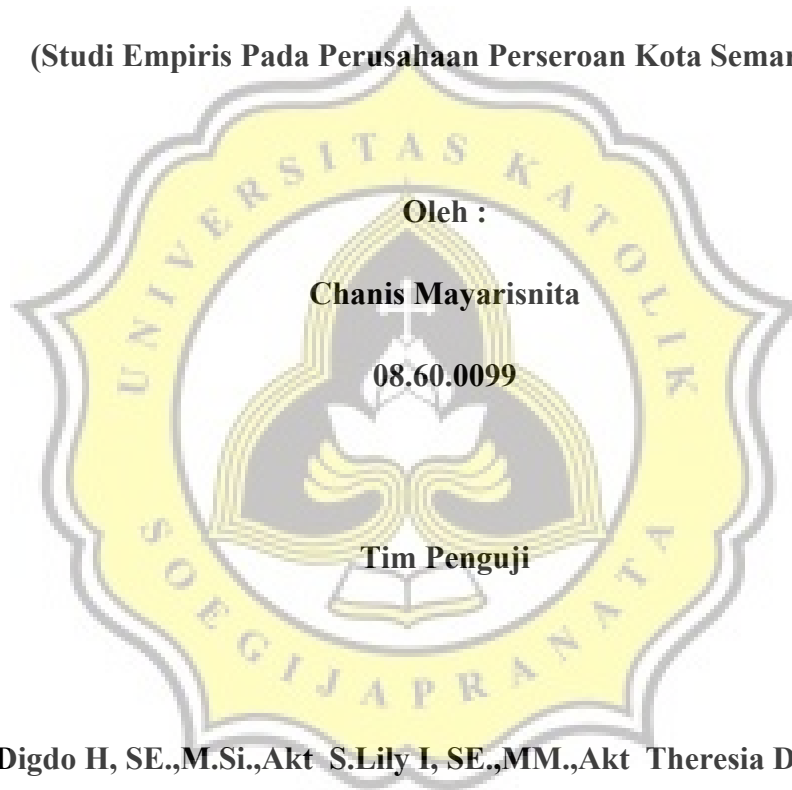 (Studi Empiris Pada Perusahaan Perseroan Kota Semar
UNIVERSITAS KATOLIK
Oleh :
Chanis Mayarisnita
08.60.0099
Tim Penguji
SOEGIJAPRANATA
Digdo H, SE.,M.Si.,Akt S.Lily I, SE.,MM.,Akt Theresia D